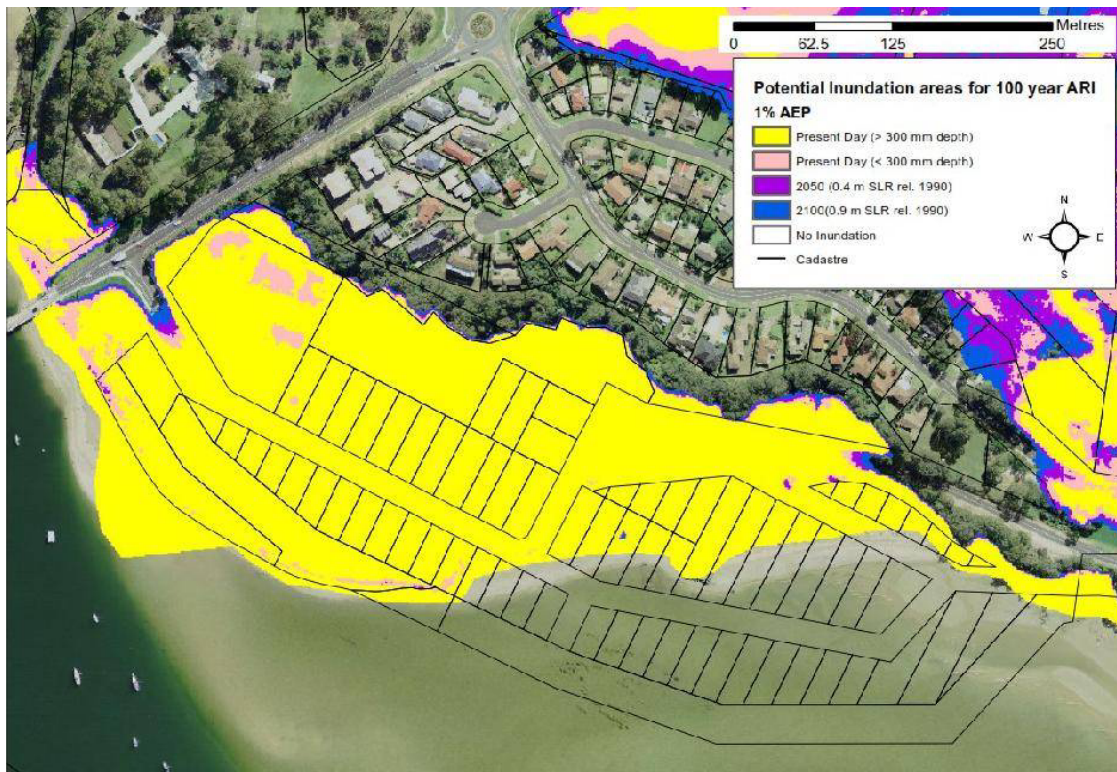 Metres
0 62.5 125 250
Potential Inundation areas for 100 year ARI
1% AEP
Present Day (> 300 mm depth)
Present Day (< 300 mm depth)
2050 (0.4 m SLR rel. 1990)
2100(0.9 m SLR rel. 1990)
No Inundation
Cadastre
N
W E
S